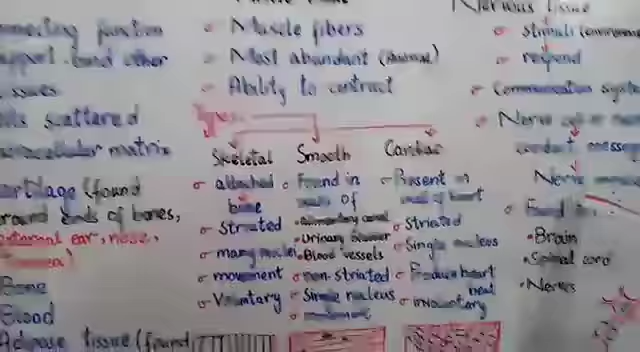 Nervous tissue
connecting function
support, bind other
tissues
cells scattered
extracellular matrix
cartilage (found
around ends of bones,
external ear, nose,
Bone
Blood
Adipose tissue (found
Muscle fibers
Most abundant (animal)
Ability to contract
Types
Skeletal
attached
bone
Striated
many nuclei
movement
Voluntary
Smooth
Found in
walls of
Alimentary canal
Urinary bladder
Blood vessels
non-striated
Single nucleus
Cardiac
Present in
wall of heart
Striated
Single nucleus
Produce heart
beat
involuntary
stimuli
respond
Communication system
Nerve
conduct message
Nerve
Found in
Brain
Spinal cord
Nerves